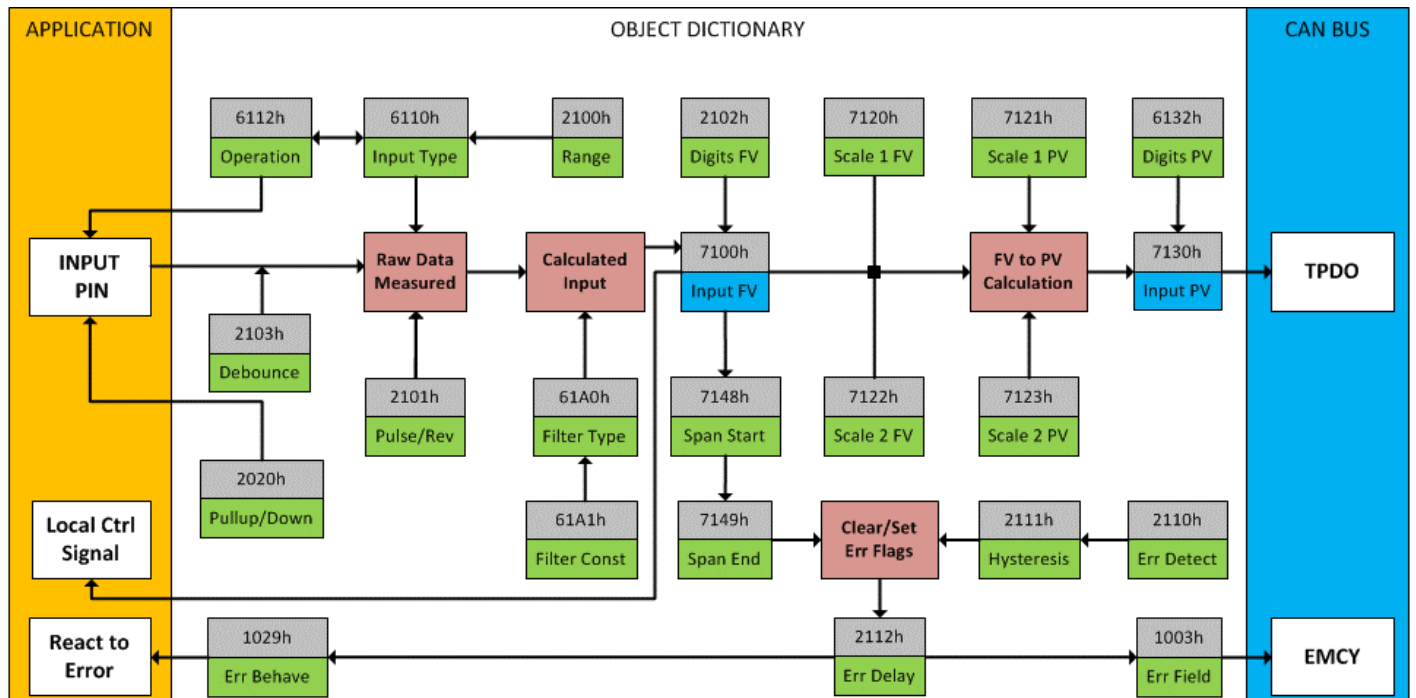 APPLICATION
OBJECT DICTIONARY
CAN BUS
6112h
Operation
6110h
Input Type
2100h
Range
2102h
Digits FV
7120h
Scale 1 FV
7121h
Scale 1 PV
6132h
Digits PV
INPUT
PIN
Raw Data
Measured
Calculated
Input
7100h
Input FV
FV to PV
Calculation
7130h
Input PV
TPDO
2103h
Debounce
2101h
Pulse/Rev
61A0h
Filter Type
7148h
Span Start
7122h
Scale 2 FV
7123h
Scale 2 PV
2020h
Pullup/Down
Local Ctrl
Signal
61A1h
Filter Const
7149h
Span End
Clear/Set
Err Flags
2111h
Hysteresis
2110h
Err Detect
React to
Error
1029h
Err Behave
2112h
Err Delay
1003h
Err Field
EMCY